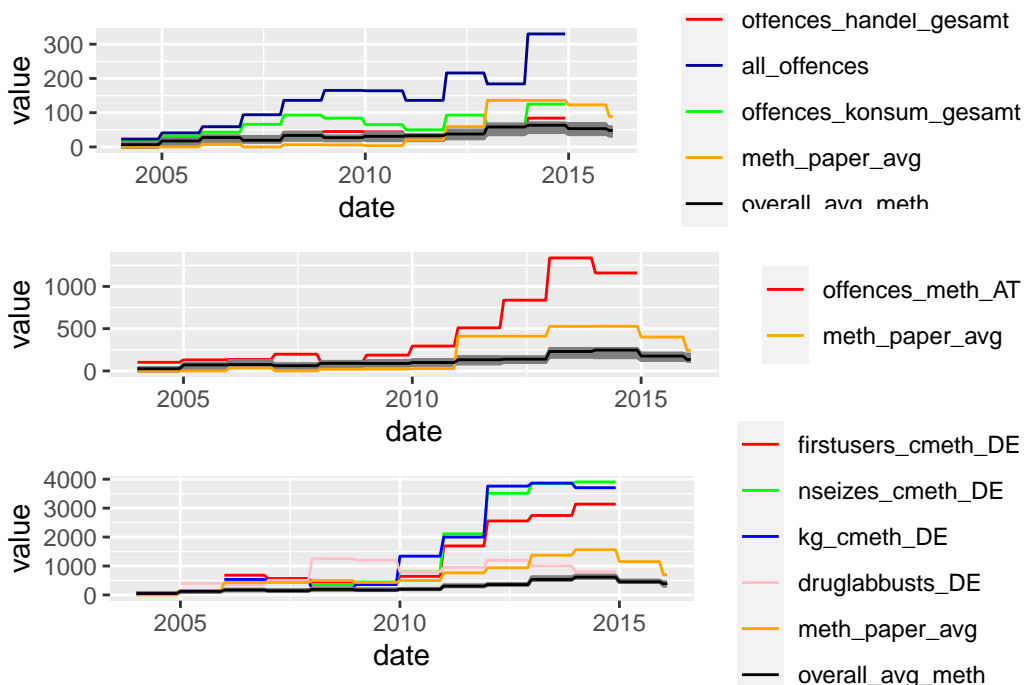 offences_handel_gesamt
all_offences
offences_konsum_gesamt
meth_paper_avg
overall_avg_meth
value
300
200
100
0
2005
2010
2015
date
offences_meth_AT
meth_paper_avg
value
1000
500
0
2005
2010
2015
date
firstusers_cmeth_DE
nseizes_cmeth_DE
kg_cmeth_DE
druglabbusts_DE
meth_paper_avg
overall_avg_meth
value
4000
3000
2000
1000
0
2005
2010
2015
date